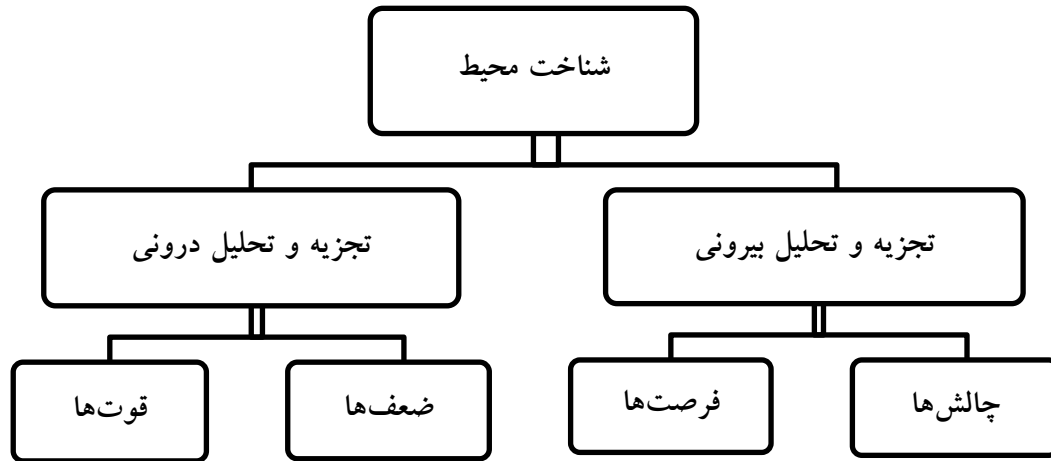 شناخت محیط
تجزیه و تحلیل بیرونی
تجزیه و تحلیل درونی
چالش‌ها
فرصت‌ها
ضعف‌ها
قوت‌ها